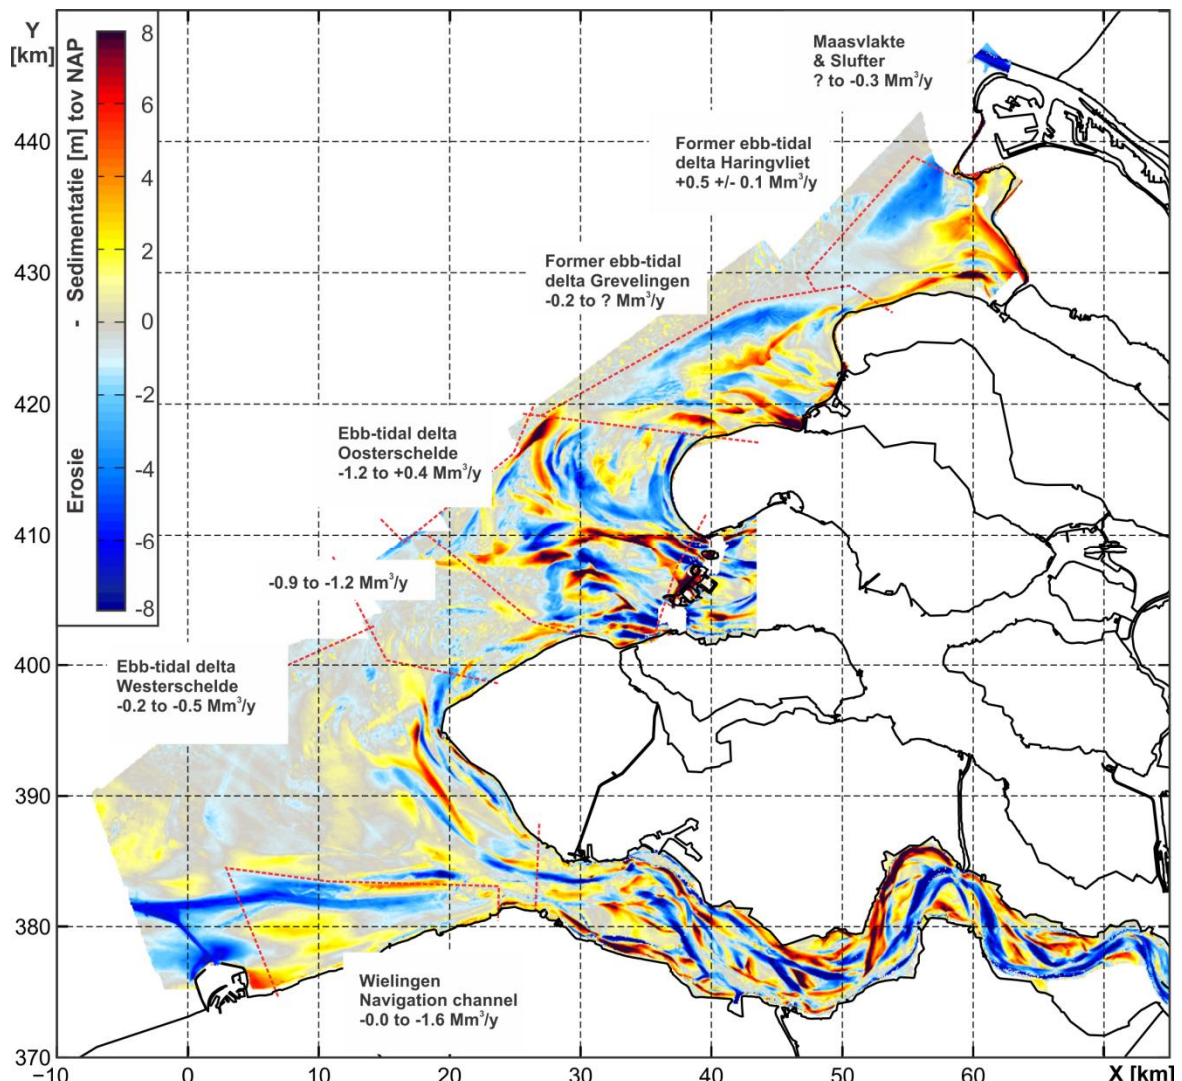 Y
[km]
8
6
4
2
0
-2
-4
-6
-8
Erosie - Sedimentatie [m] tov NAP
Maasvlakte
& Slufter
? to -0.3 Mm³/y
Former ebb-tidal
delta Haringvliet
+0.5 +/- 0.1 Mm³/y
Former ebb-tidal
delta Grevelingen
-0.2 to ? Mm³/y
Ebb-tidal delta
Oosterschelde
-1.2 to +0.4 Mm³/y
-0.9 to -1.2 Mm³/y
Ebb-tidal delta
Westerschelde
-0.2 to -0.5 Mm³/y
Wielingen
Navigation channel
-0.0 to -1.6 Mm³/y
440
430
420
410
400
390
380
370
−10 0 10 20 30 40 50 60 X [km]